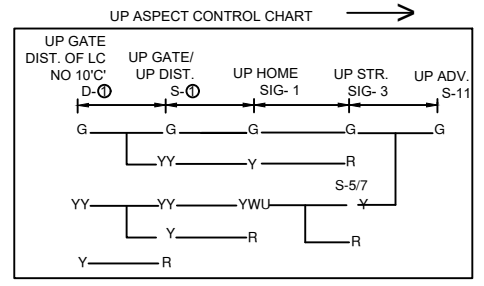 UP ASPECT CONTROL CHART
UP GATE
DIST. OF LC
NO 10'C'
D-①
UP GATE/
UP DIST.
S-①
UP HOME
SIG- 1
UP STR.
SIG- 3
UP ADV.
S-11
G G G G G
YY Y R
S-5/7
YY YY YWU Y
Y R R
Y R